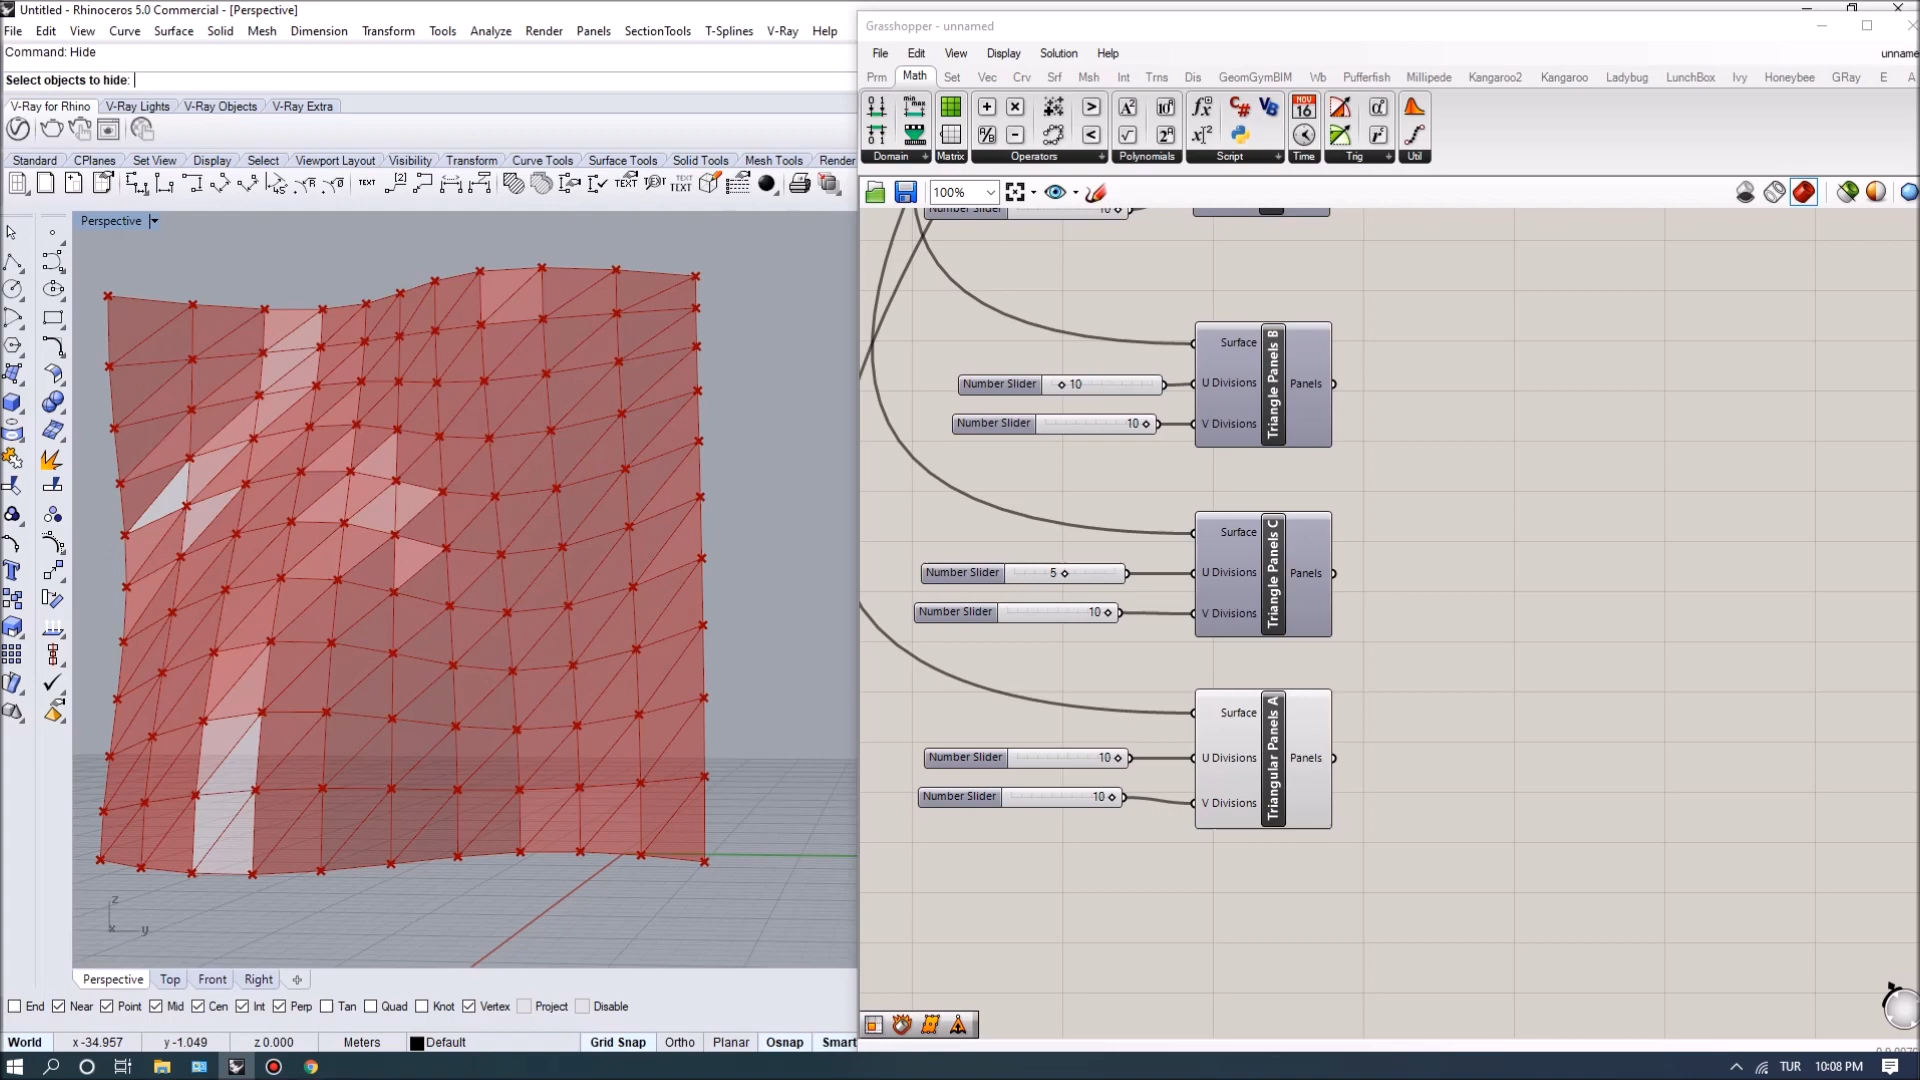 Untitled - Rhinoceros 5.0 Commercial - [Perspective]
File Edit View Curve Surface Solid Mesh Dimension Transform Tools Analyze Render Panels SectionTools T-Splines V-Ray Help
Command: Hide
Select objects to hide:
V-Ray for Rhino V-Ray Lights V-Ray Objects V-Ray Extra
Standard CPlanes Set View Display Select Viewport Layout Visibility Transform Curve Tools Surface Tools Solid Tools Mesh Tools Render
Perspective
z
x y
Perspective Top Front Right
End Near Point Mid Cen Int Perp Tan Quad Knot Vertex Project Disable
World x -34.957 y -1.049 z 0.000 Meters Default Grid Snap Ortho Planar Osnap Smart
Grasshopper - unnamed
File Edit View Display Solution Help unname
Prm Math Set Vec Crv Srf Msh Int Trns Dis GeomGymBIM Wb Pufferfish Millipede Kangaroo2 Kangaroo Ladybug LunchBox Ivy Honeybee GRay E A
Domain Matrix Operators Polynomials Script Time Trig Util
100%
Number Slider 10
Surface
Number Slider 10 U Divisions Triangle Panels B Panels
Number Slider 10 V Divisions
Surface
Number Slider 5 U Divisions Triangle Panels C Panels
Number Slider 10 V Divisions
Surface
Number Slider 10 U Divisions Triangular Panels A Panels
Number Slider 10 V Divisions
TUR 10:08 PM